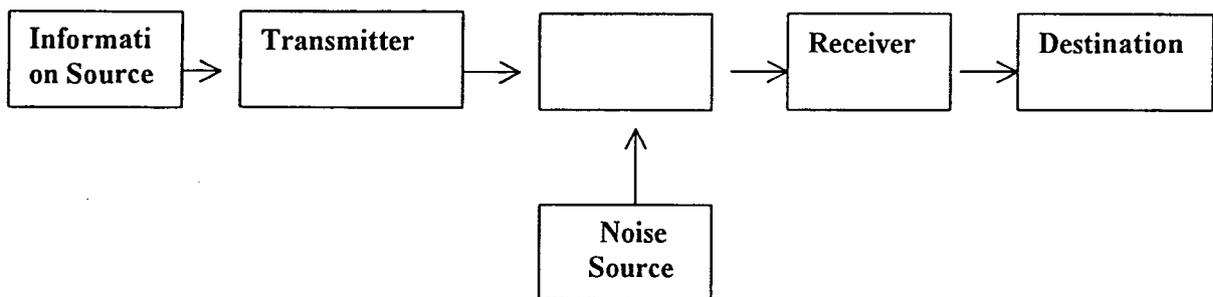 Informati
on Source
Transmitter
Receiver
Destination
Noise
Source